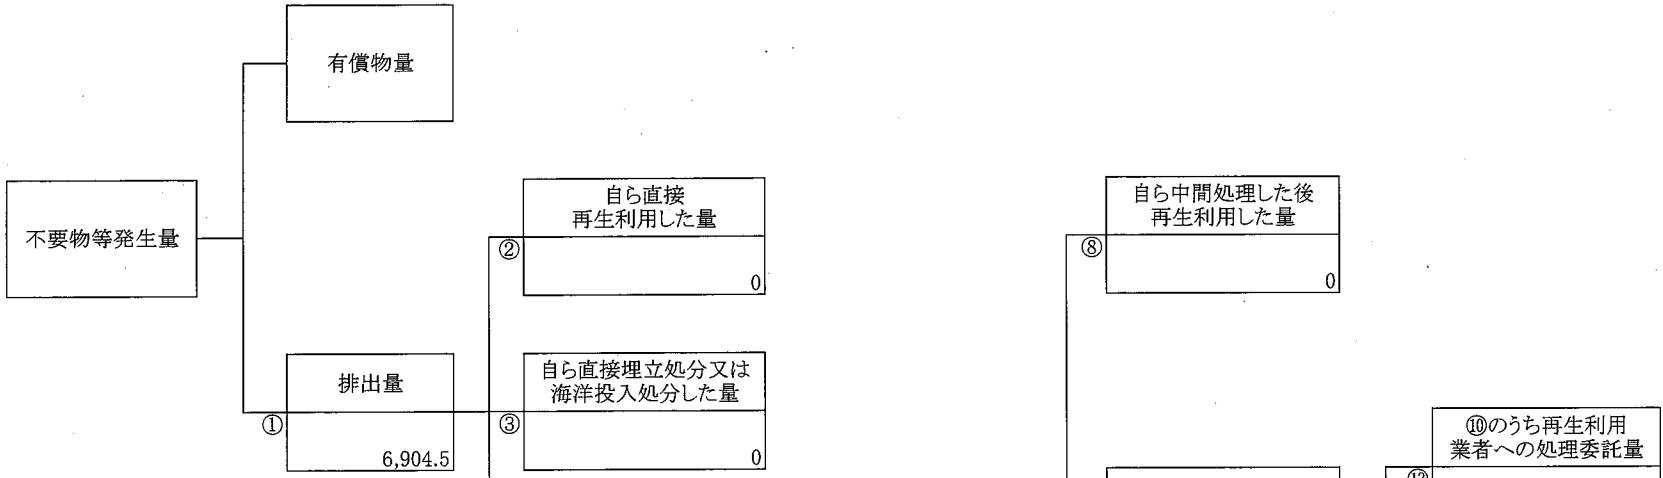 有償物量
不要物等発生量
自ら直接
再生利用した量
②
0
自ら中間処理した後
再生利用した量
⑧
0
排出量
①
6,904.5
自ら直接埋立処分又は
海洋投入処分した量
③
0
⑩のうち再生利用
業者への処理委託量